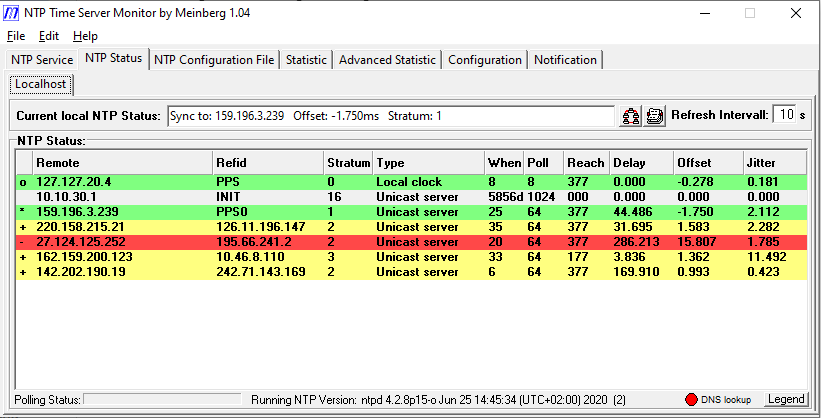 NTP Time Server Monitor by Meinberg 1.04
File Edit Help
NTP Service NTP Status NTP Configuration File Statistic Advanced Statistic Configuration Notification
Localhost
Current local NTP Status: Sync to: 159.196.3.239 Offset: -1.750ms Stratum: 1 Refresh Intervall: 10 s
NTP Status:
Remote Refid Stratum Type When Poll Reach Delay Offset Jitter
o 127.127.20.4 PPS 0 Local clock 8 8 377 0.000 -0.278 0.181
10.10.30.1 INIT 16 Unicast server 5856d 1024 000 0.000 0.000 0.000
* 159.196.3.239 PPS0 1 Unicast server 25 64 377 44.486 -1.750 2.112
+ 220.158.215.21 126.11.196.147 2 Unicast server 35 64 377 31.695 1.583 2.282
- 27.124.125.252 195.66.241.2 2 Unicast server 20 64 377 286.213 15.807 1.785
+ 162.159.200.123 10.46.8.110 3 Unicast server 33 64 177 3.836 1.362 11.492
+ 142.202.190.19 242.71.143.169 2 Unicast server 6 64 377 169.910 0.993 0.423
Polling Status: Running NTP Version: ntpd 4.2.8p15-o Jun 25 14:45:34 (UTC+02:00) 2020 (2) DNS lookup Legend